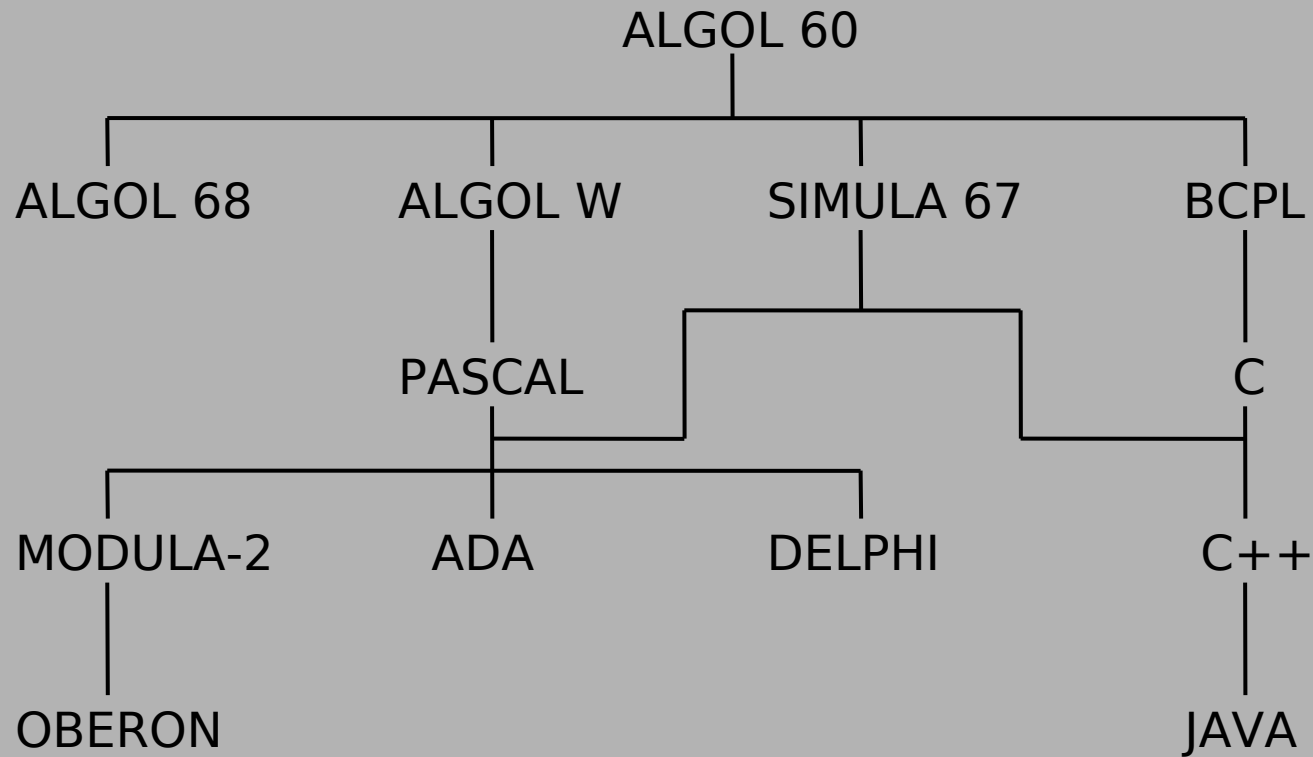 ALGOL 60
ALGOL 68 ALGOL W SIMULA 67 BCPL
PASCAL C
MODULA-2 ADA DELPHI C++
OBERON JAVA